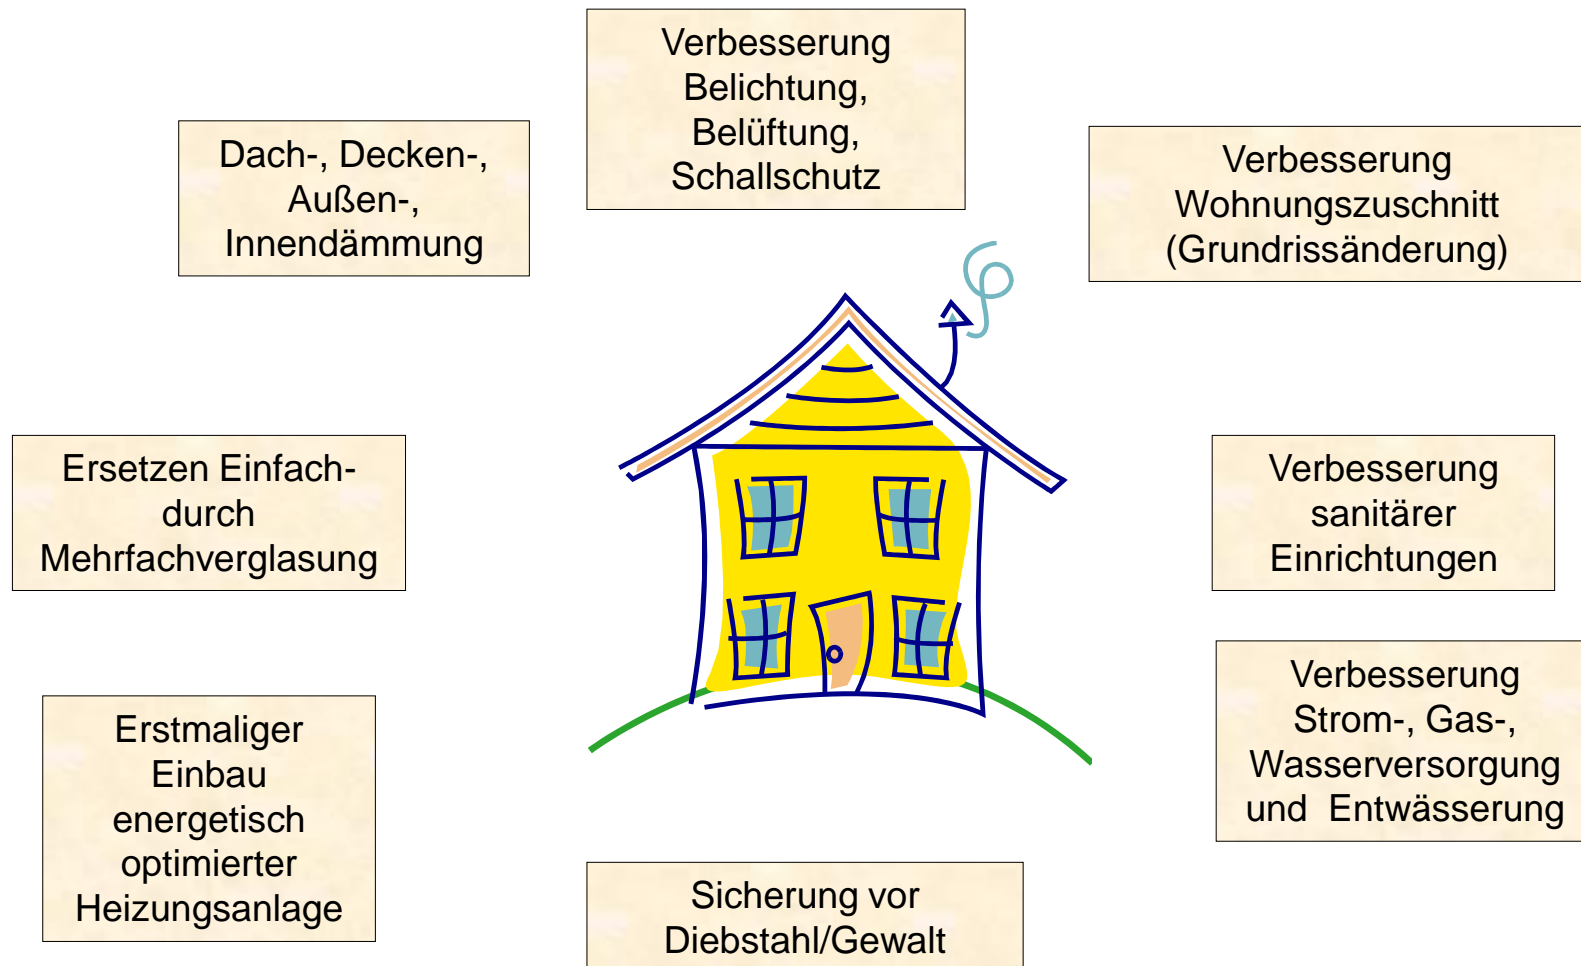 Verbesserung
Belichtung,
Belüftung,
Schallschutz
Dach-, Decken-,
Außen-,
Innendämmung
Verbesserung
Wohnungszuschnitt
(Grundrissänderung)
Ersetzen Einfach-
durch
Mehrfachverglasung
Verbesserung
sanitärer
Einrichtungen
Erstmaliger
Einbau
energetisch
optimierter
Heizungsanlage
Verbesserung
Strom-, Gas-,
Wasserversorgung
und Entwässerung
Sicherung vor
Diebstahl/Gewalt